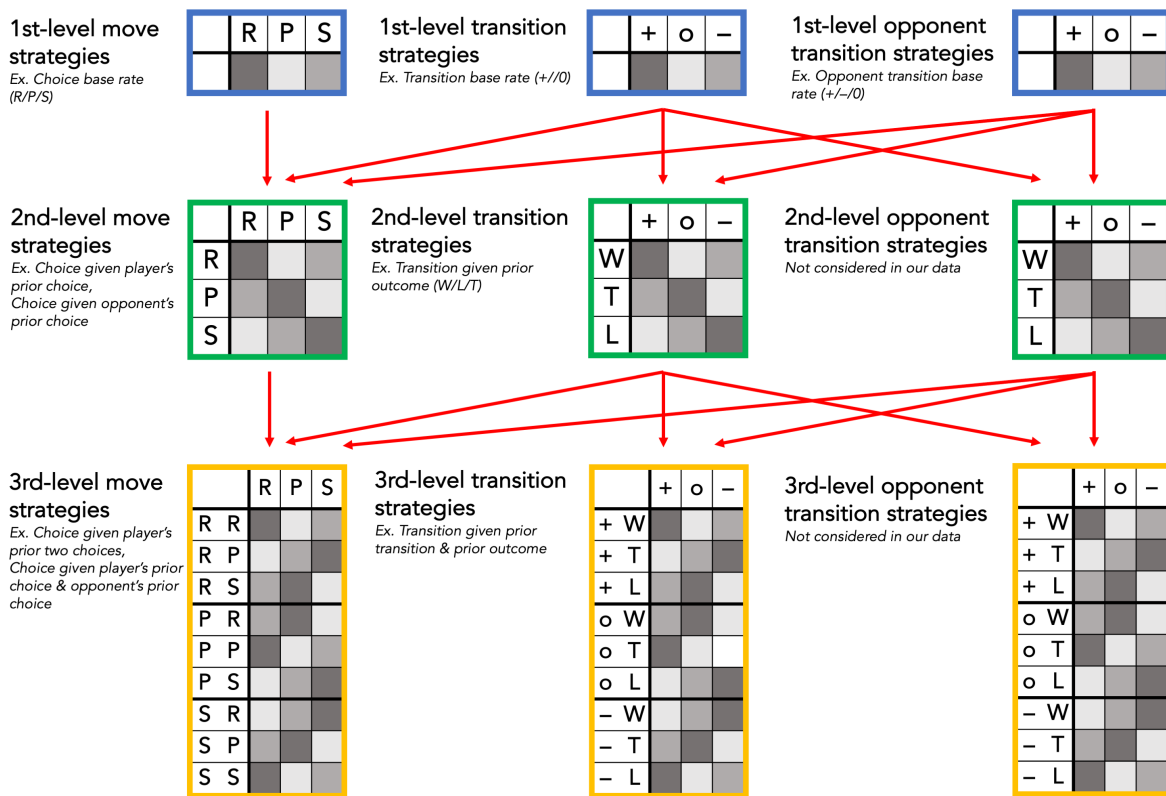 1st-level move
strategies
Ex. Choice base rate
(R/P/S)
R P S
1st-level transition
strategies
Ex. Transition base rate (+//0)
+ o –
1st-level opponent
transition strategies
Ex. Opponent transition base
rate (+/–/0)
+ o –
2nd-level move
strategies
Ex. Choice given player's
prior choice,
Choice given opponent's
prior choice
R P S
R
P
S
2nd-level transition
strategies
Ex. Transition given prior
outcome (W/L/T)
+ o –
W
T
L
2nd-level opponent
transition strategies
Not considered in our data
+ o –
W
T
L
3rd-level move
strategies
Ex. Choice given player's
prior two choices,
Choice given player's prior
choice & opponent's prior
choice
R P S
R R
R P
R S
P R
P P
P S
S R
S P
S S
3rd-level transition
strategies
Ex. Transition given prior
transition & prior outcome
+ o –
+ W
+ T
+ L
o W
o T
o L
– W
– T
– L
3rd-level opponent
transition strategies
Not considered in our data
+ o –
+ W
+ T
+ L
o W
o T
o L
– W
– T
– L